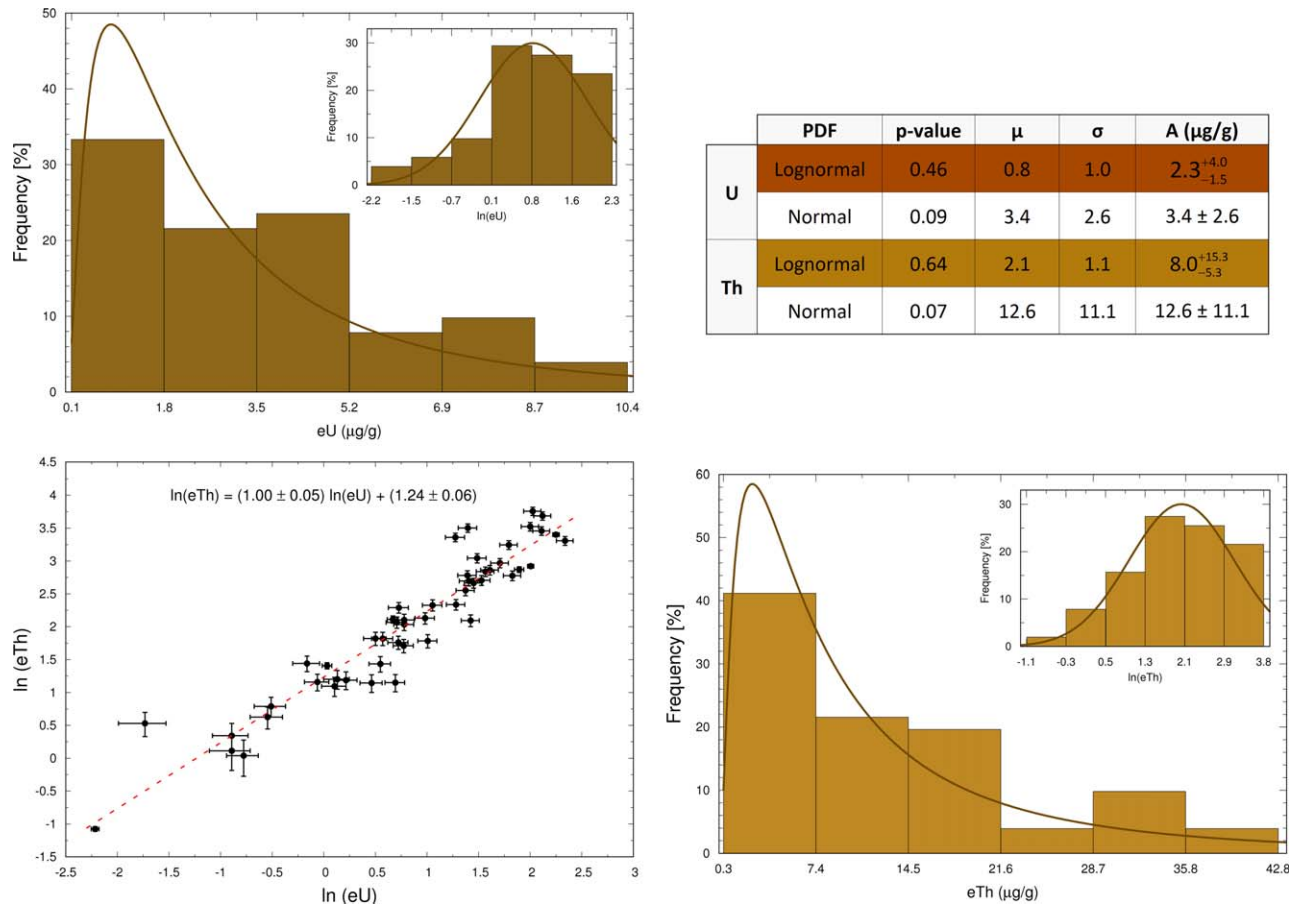 50
40
30
20
10
0
Frequency [%]
0.1 1.8 3.5 5.2 6.9 8.7 10.4
eU (μg/g)
30
20
10
0
Frequency [%]
-2.2 -1.5 -0.7 0.1 0.8 1.6 2.3
ln(eU)
PDF p-value μ σ A (μg/g)
U
Lognormal 0.46 0.8 1.0 2.3 +4.0 -1.5
Normal 0.09 3.4 2.6 3.4 ± 2.6
Th
Lognormal 0.64 2.1 1.1 8.0 +15.3 -5.3
Normal 0.07 12.6 11.1 12.6 ± 11.1
4.5
4
3.5
3
2.5
2
1.5
1
0.5
0
-0.5
-1
-1.5
ln (eTh)
ln(eTh) = (1.00 ± 0.05) ln(eU) + (1.24 ± 0.06)
-2.5 -2 -1.5 -1 -0.5 0 0.5 1 1.5 2 2.5 3
ln (eU)
60
50
40
30
20
10
0
Frequency [%]
0.3 7.4 14.5 21.6 28.7 35.8 42.8
eTh (μg/g)
30
20
10
0
Frequency [%]
-1.1 -0.3 0.5 1.3 2.1 2.9 3.8
ln(eTh)